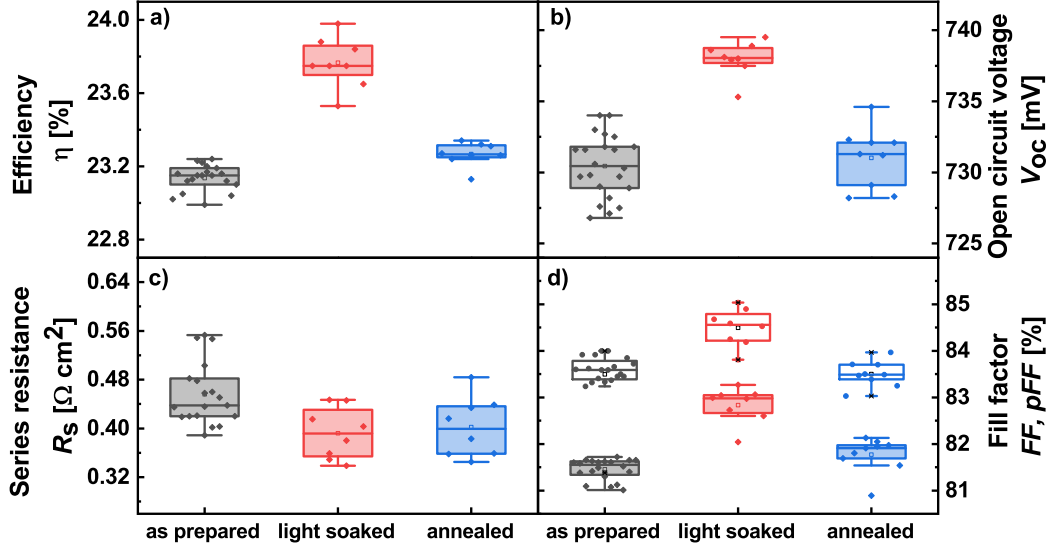 a)
24.0
23.6
23.2
22.8
Efficiency
η [%]
b)
740
735
730
725
Open circuit voltage
VOC [mV]
c)
0.64
0.56
0.48
0.40
0.32
Series resistance
RS [Ω cm2]
as prepared
light soaked
annealed
d)
85
84
83
82
81
Fill factor
FF, pFF [%]
as prepared
light soaked
annealed